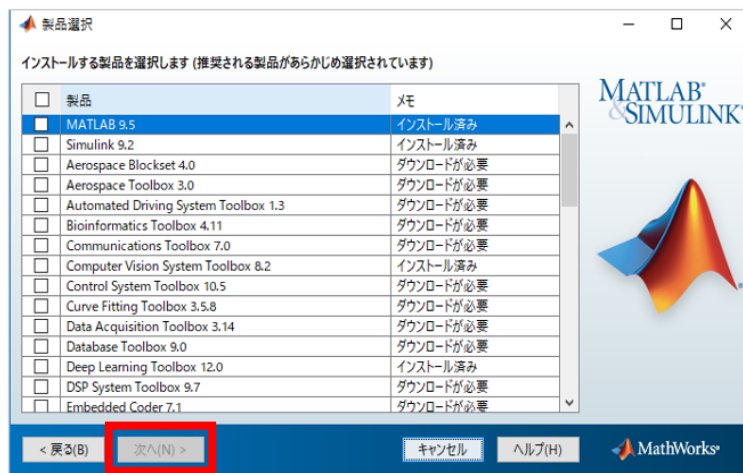 製品選択
インストールする製品を選択します (推奨される製品があらかじめ選択されています)
製品 メモ
MATLAB 9.5 インストール済み
Simulink 9.2 インストール済み
Aerospace Blockset 4.0 ダウンロードが必要
Aerospace Toolbox 3.0 ダウンロードが必要
Automated Driving System Toolbox 1.3 ダウンロードが必要
Bioinformatics Toolbox 4.11 ダウンロードが必要
Communications Toolbox 7.0 ダウンロードが必要
Computer Vision System Toolbox 8.2 インストール済み
Control System Toolbox 10.5 ダウンロードが必要
Curve Fitting Toolbox 3.5.8 ダウンロードが必要
Data Acquisition Toolbox 3.14 ダウンロードが必要
Database Toolbox 9.0 ダウンロードが必要
Deep Learning Toolbox 12.0 インストール済み
DSP System Toolbox 9.7 ダウンロードが必要
Embedded Coder 7.1 ダウンロードが必要
MATLAB®
&SIMULINK®
< 戻る(B) 次へ(N) > キャンセル ヘルプ(H) MathWorks®